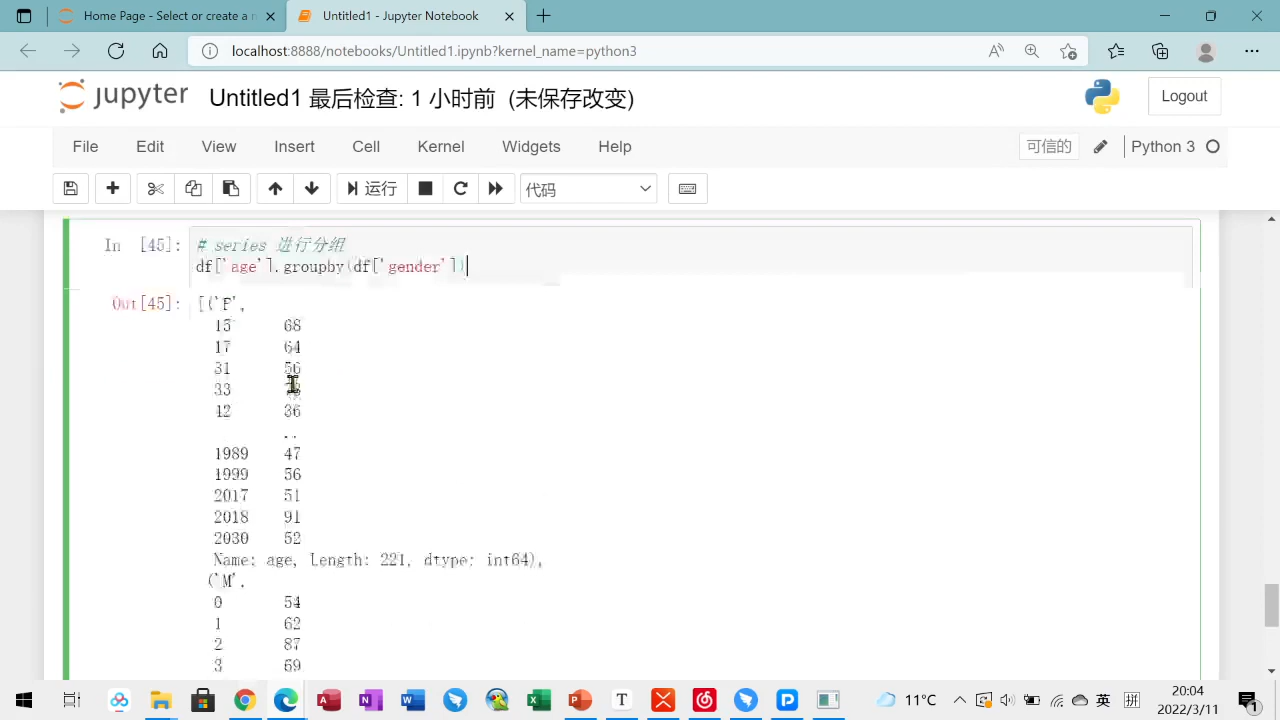 Home Page - Select or create a n
Untitled1 - Jupyter Notebook
localhost:8888/notebooks/Untitled1.ipynb?kernel_name=python3
jupyter Untitled1 最后检查: 1 小时前 (未保存改变)
Logout
File Edit View Insert Cell Kernel Widgets Help
可信的 Python 3
运行 代码
In [45]: # series 进行分组
df['age'].groupby(df['gender'])
Out[45]: [('F',
15 68
17 64
31 56
33
42 36
..
1989 47
1999 56
2017 51
2018 91
2030 52
Name: age, Length: 221, dtype: int64),
('M',
0 54
1 62
2 87
3 69
11°C 英 拼
20:04
2022/3/11
1